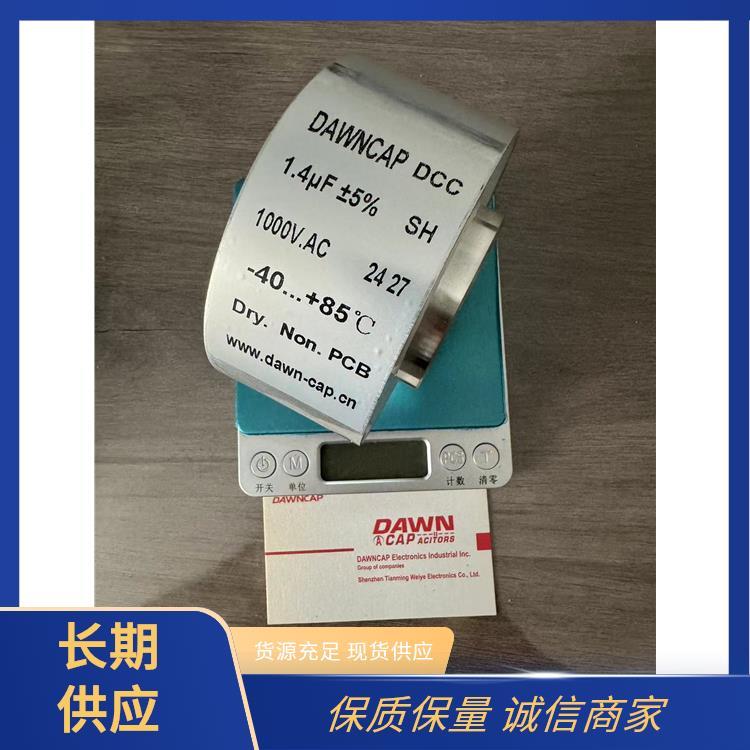 DAWNCAP DCC
1.4µF ±5% SH
1000V.AC 24 27
-40...+85℃
Dry. Non. PCB
www.dawn-cap.cn
开关
M
单位
PCS
计数
T
清零
DAWNCAP
DAWN
CAPACITORS
DAWNCAP Electronics Industrial Inc.
Group of companies
Shenzhen Tianming Weiye Electronics Co., Ltd.
长期
供应
货源充足 现货供应
保质保量 诚信商家